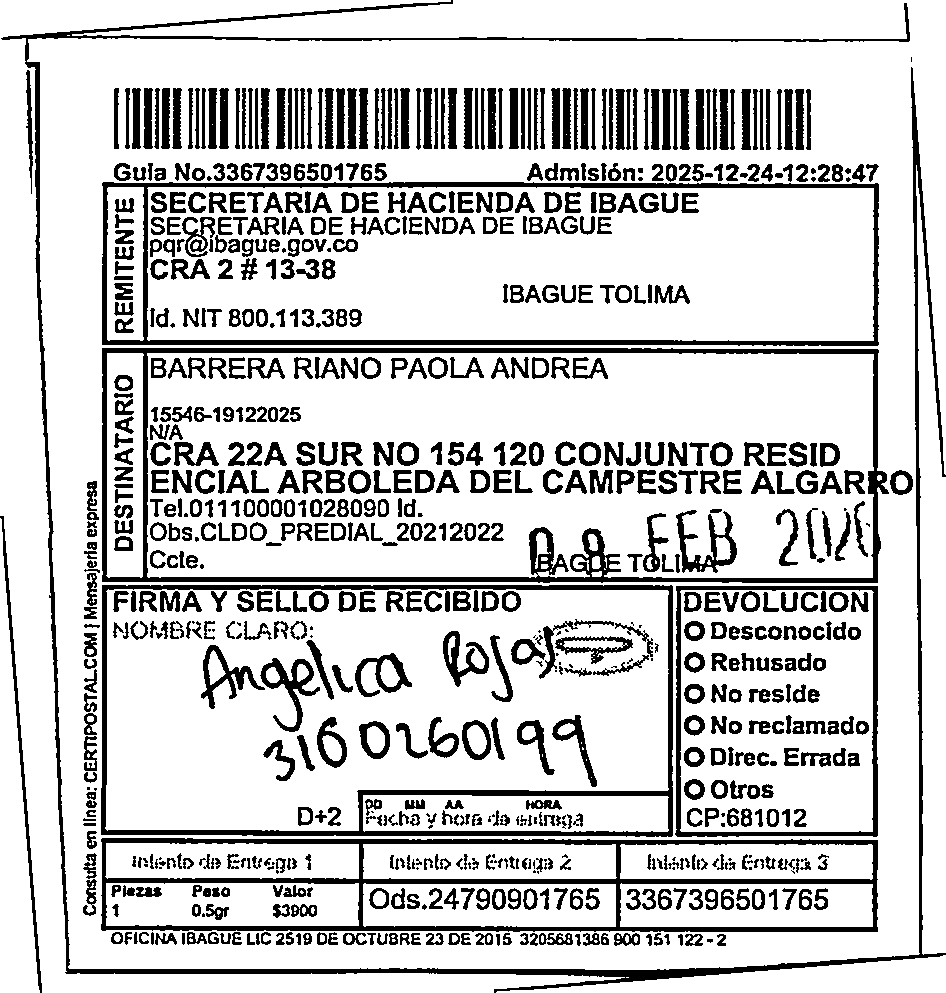 Guia No.3367396501765 Admisión: 2025-12-24-12:28:47
REMITENTE
SECRETARIA DE HACIENDA DE IBAGUE
SECRETARIA DE HACIENDA DE IBAGUE
pqr@ibague.gov.co
CRA 2 # 13-38
IBAGUE TOLIMA
Id. NIT 800.113.389
DESTINATARIO
BARRERA RIANO PAOLA ANDREA
15546-19122025
N/A
CRA 22A SUR NO 154 120 CONJUNTO RESID
ENCIAL ARBOLEDA DEL CAMPESTRE ALGARRO
Tel.011100001028090 Id.
Obs.CLDO_PREDIAL_20212022
FEB 2026
Ccte. IBAGUE TOLIMA
FIRMA Y SELLO DE RECIBIDO
NOMBRE CLARO:
Angelica Rojas
3160260199
D+2
DD MM AA HORA
Fecha y hora de entrega
DEVOLUCION
Desconocido
Rehusado
No reside
No reclamado
Direc. Errada
Otros
CP:681012
Intento de Entrega 1 Intento de Entrega 2 Intento de Entrega 3
Piezas Peso Valor
1 0.5gr $3900
Ods.24790901765 3367396501765
OFICINA IBAGUE LIC 2519 DE OCTUBRE 23 DE 2015 3205681386 900 151 122 - 2
Consulta en linea: CERTIPOSTAL.COM | Mensajeria expresa